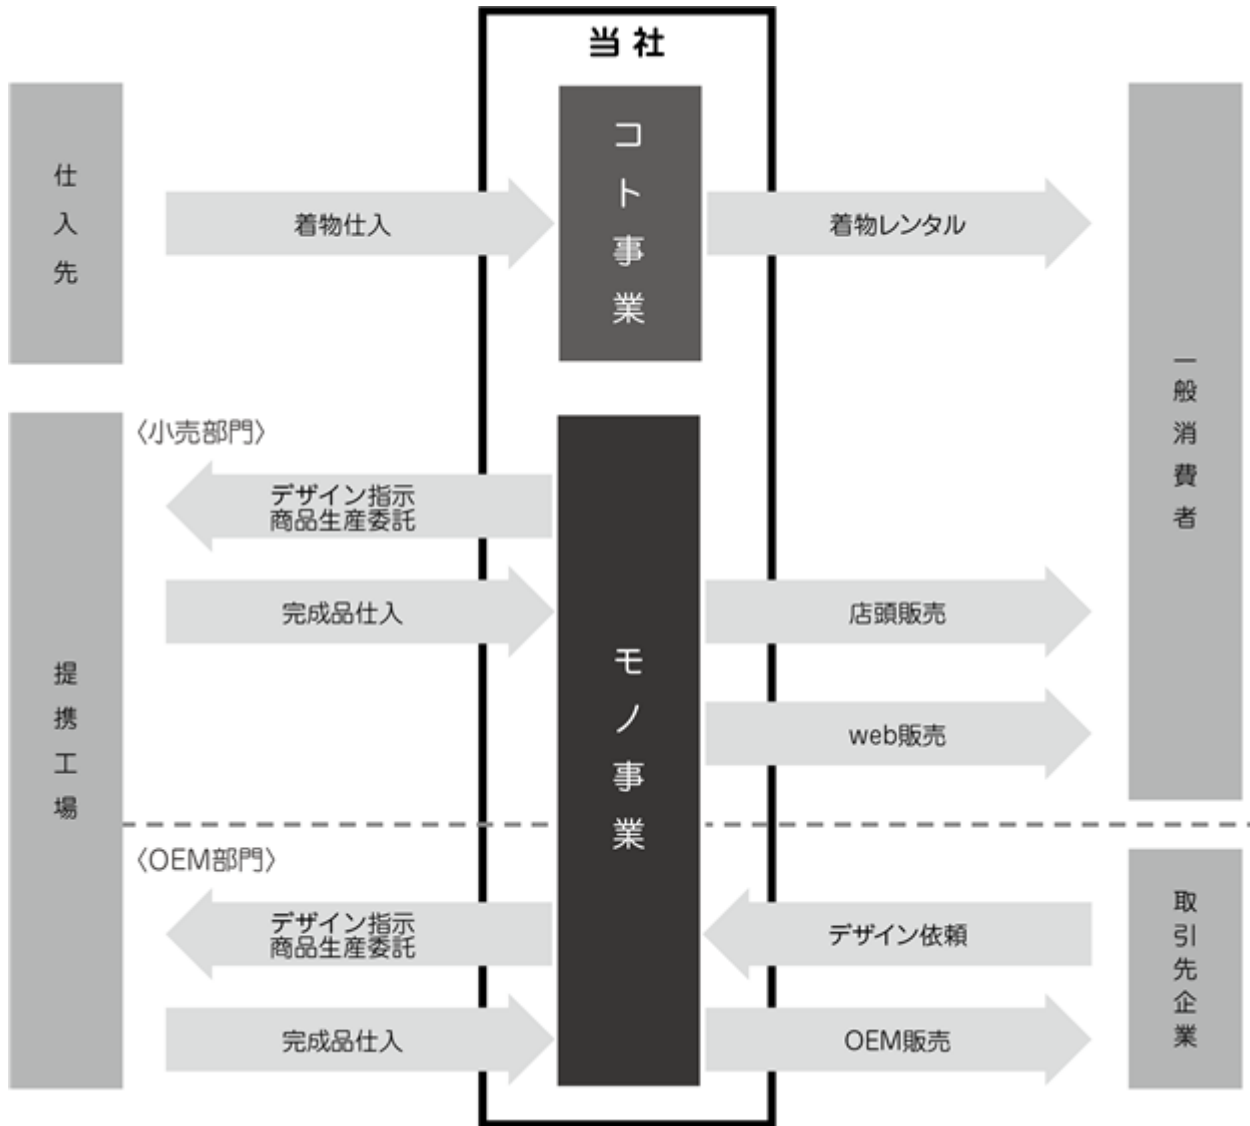 当社
仕入先
着物仕入
コト事業
着物レンタル
一般消費者
〈小売部門〉
デザイン指示
商品生産委託
完成品仕入
提携工場
モノ事業
店頭販売
web販売
〈OEM部門〉
デザイン指示
商品生産委託
デザイン依頼
取引先企業
完成品仕入
OEM販売